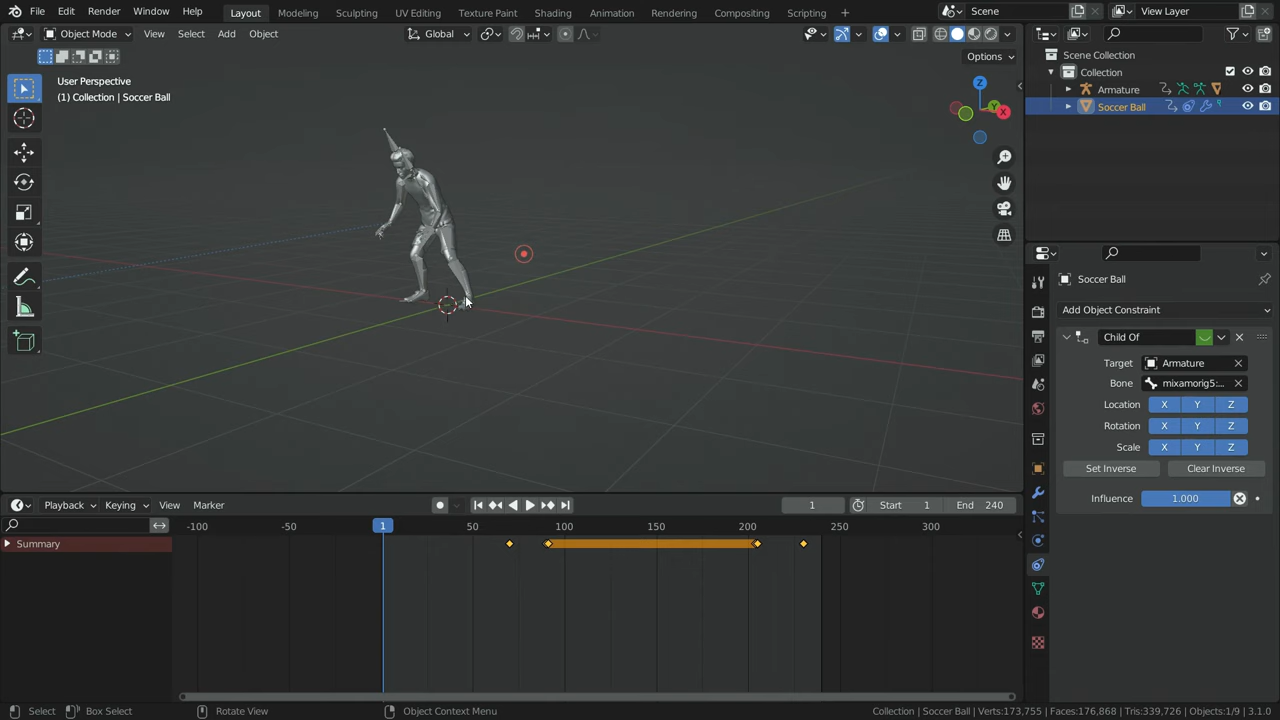 File Edit Render Window Help Layout Modeling Sculpting UV Editing Texture Paint Shading Animation Rendering Compositing Scripting + Scene View Layer
Object Mode View Select Add Object Global
Options
User Perspective
(1) Collection | Soccer Ball
Z
Y
X
Scene Collection
Collection
Armature
Soccer Ball
Soccer Ball
Add Object Constraint
Child Of
Target Armature
Bone mixamorig5:...
Location X Y Z
Rotation X Y Z
Scale X Y Z
Set Inverse Clear Inverse
Influence 1.000
Playback Keying View Marker 1 Start 1 End 240
-100 -50 1 50 100 150 200 250 300
Summary
Select Box Select Rotate View Object Context Menu Collection | Soccer Ball | Verts:173,755 | Faces:176,868 | Tris:339,726 | Objects:1/9 | 3.1.0